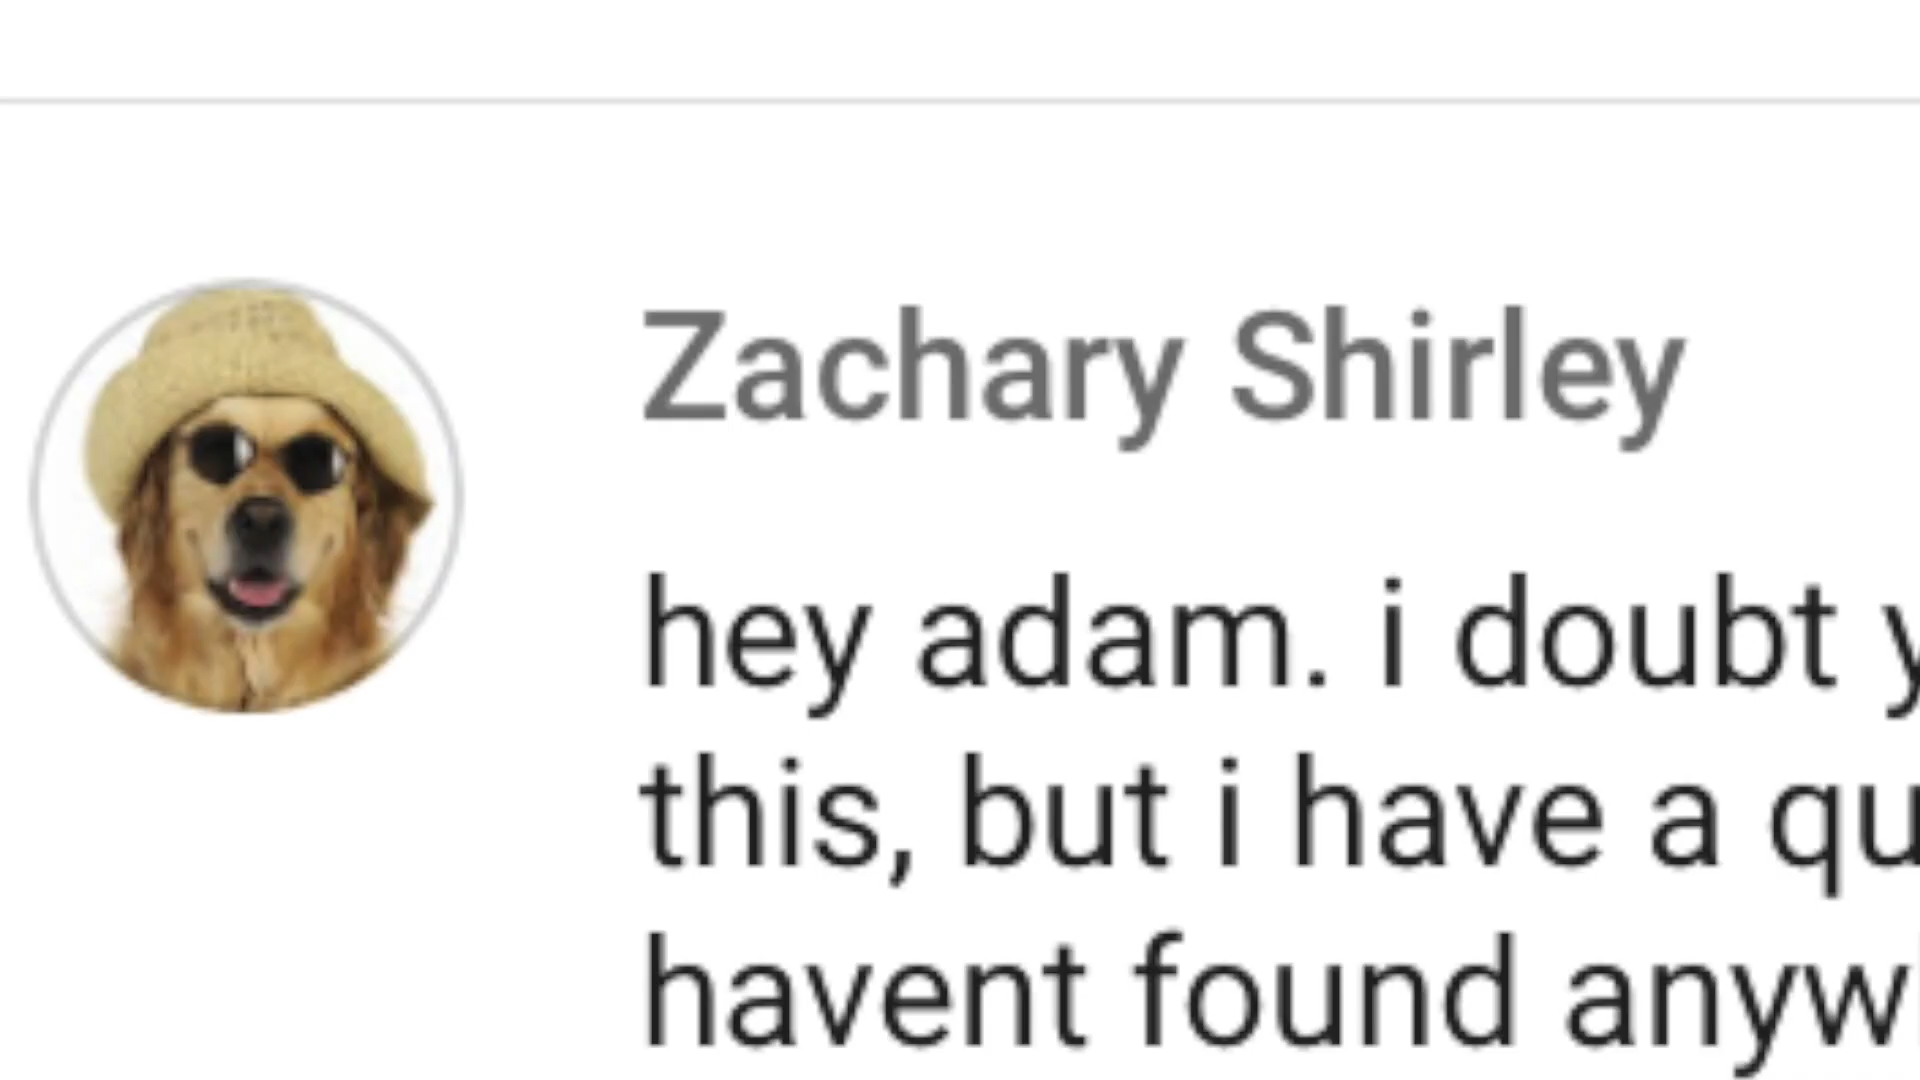 Zachary Shirley
hey adam. i doubt
this, but i have a
havent found